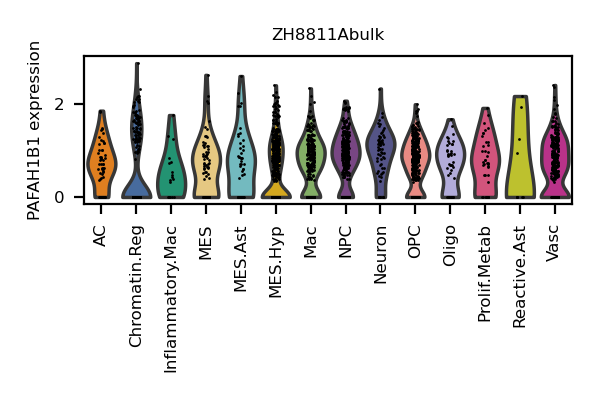 ZH8811Abulk
PAFAH1B1 expression
2
0
AC
Chromatin.Reg
Inflammatory.Mac
MES
MES.Ast
MES.Hyp
Mac
NPC
Neuron
OPC
Oligo
Prolif.Metab
Reactive.Ast
Vasc